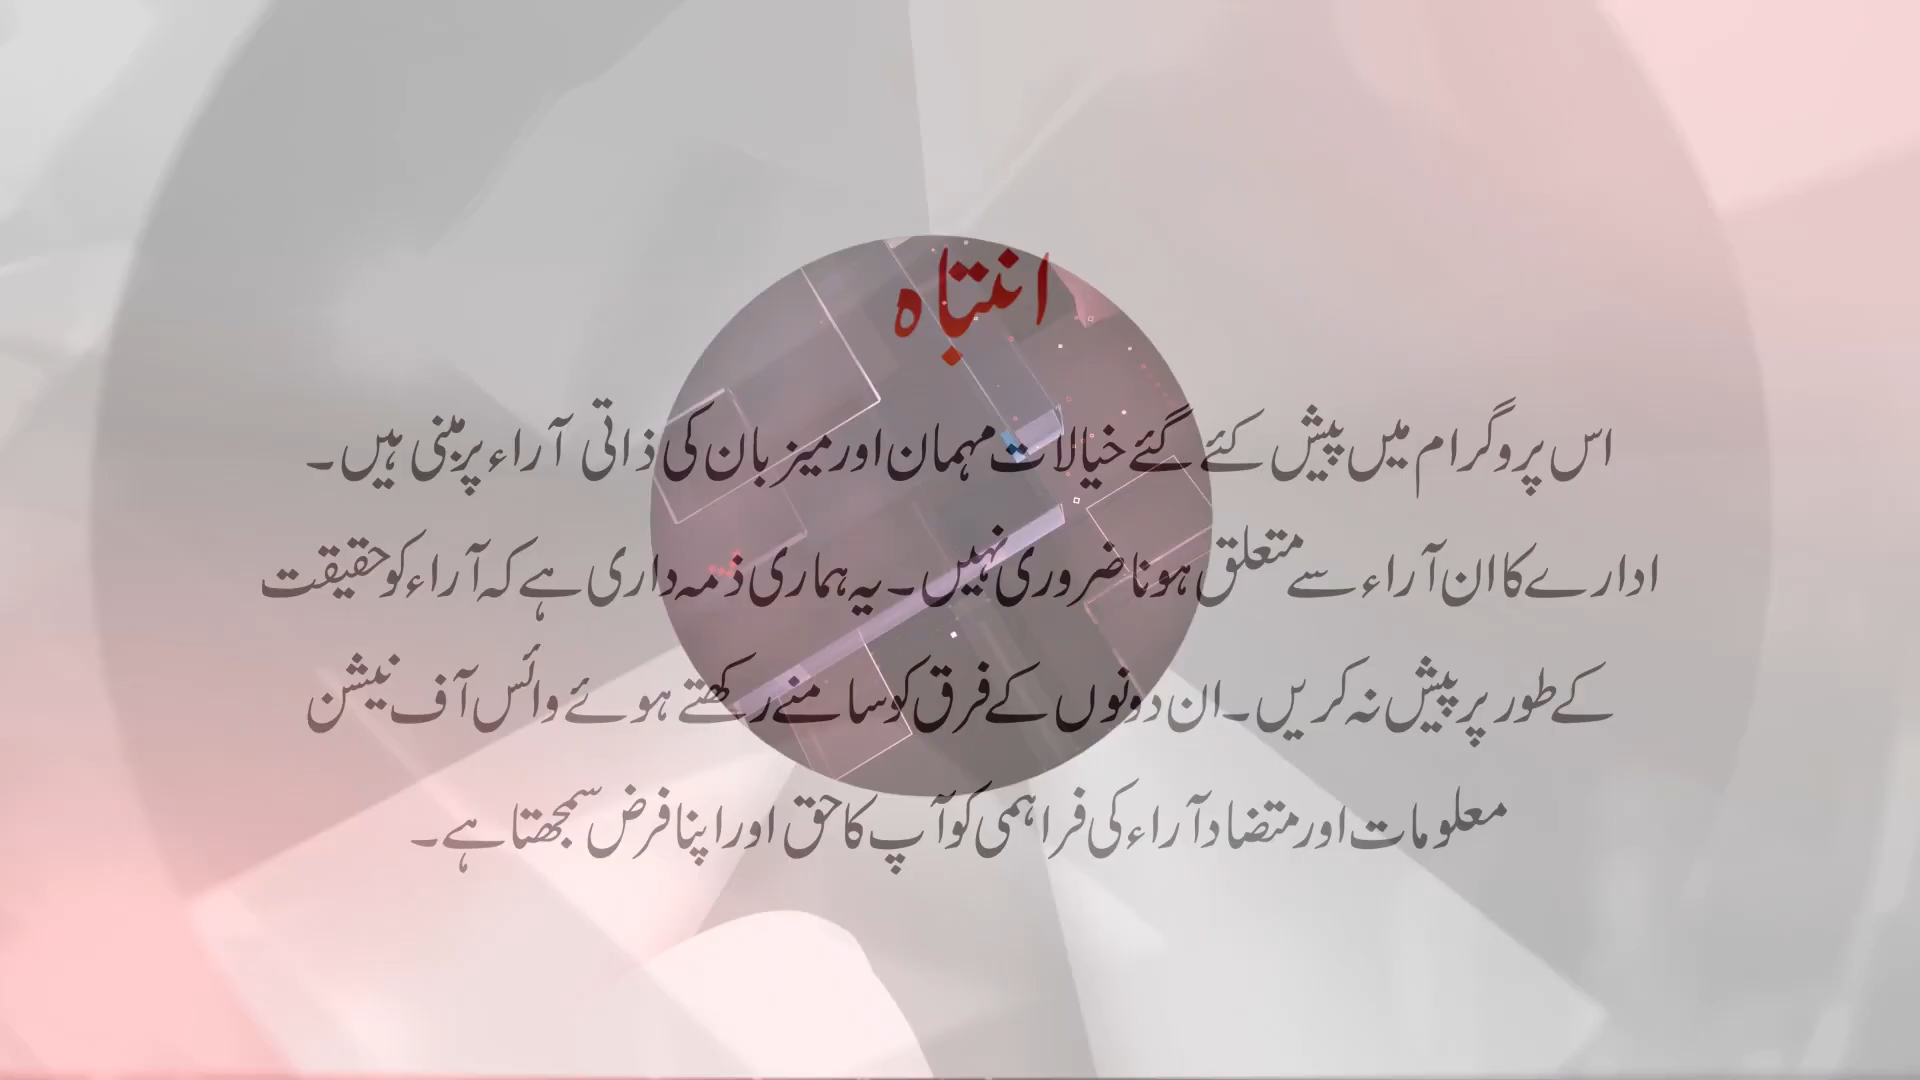 انتباہ
اس پروگرام میں پیش کئے گئے خیالات مہمان اور میزبان کی ذاتی آراء پر مبنی ہیں۔
ادارے کا ان آراء سے متعلق ہونا ضروری نہیں۔ یہ ہماری ذمہ داری ہے کہ آراء کو حقیقت
کے طور پر پیش نہ کریں۔ ان دونوں کے فرق کو سامنے رکھتے ہوئے وائس آف نیشن
معلومات اور متضاد آراء کی فراہمی کو آپ کا حق اور اپنا فرض سمجھتا ہے۔